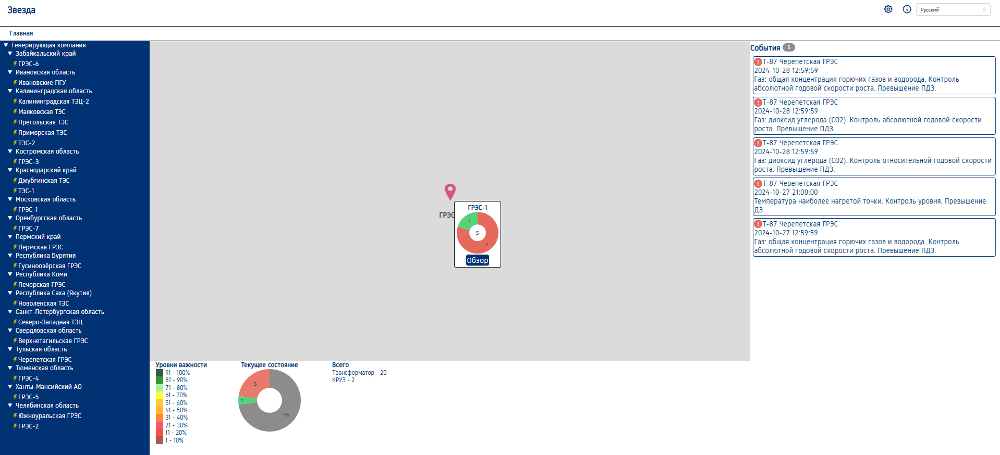 Звезда
Русский
Главная
Генерирующая компания
Забайкальский край
ГРЭС-6
Ивановская область
Ивановские ПГУ
Калининградская область
Калининградская ТЭЦ-2
Маяковская ТЭС
Прегольская ТЭС
Приморская ТЭС
ТЭС-2
Костромская область
ГРЭС-3
Краснодарский край
Джубгинская ТЭС
ТЭС-1
Московская область
ГРЭС-1
Оренбургская область
ГРЭС-7
Пермский край
Пермская ГРЭС
Республика Бурятия
Гусиноозёрская ГРЭС
Республика Коми
Печорская ГРЭС
Республика Саха (Якутия)
Новоленская ТЭС
Санкт-Петербургская область
Северо-Западная ТЭЦ
Свердловская область
Верхнетагильская ГРЭС
Тульская область
Черепетская ГРЭС
Тюменская область
ГРЭС-4
Ханты-Мансийский АО
ГРЭС-5
Челябинская область
Южноуральская ГРЭС
ГРЭС-2
ГРЭС
ГРЭС-1
1
5
4
Обзор
Уровни важности
91 - 100%
81 - 90%
71 - 80%
61 - 70%
51 - 60%
41 - 50%
31 - 40%
21 - 30%
11 - 20%
1 - 10%
Текущее состояние
5
1
16
Всего
Трансформатор - 20
КРУЭ - 2
События 5
Т-87 Черепетская ГРЭС
2024-10-28 12:59:59
Газ: общая концентрация горючих газов и водорода. Контроль
абсолютной годовой скорости роста. Превышение ПДЗ.
Т-87 Черепетская ГРЭС
2024-10-28 12:59:59
Газ: диоксид углерода (CO2). Контроль абсолютной годовой скорости
роста. Превышение ПДЗ.
Т-87 Черепетская ГРЭС
2024-10-28 12:59:59
Газ: диоксид углерода (CO2). Контроль относительной годовой скорости
роста. Превышение ПДЗ.
Т-87 Черепетская ГРЭС
2024-10-27 21:00:00
Температура наиболее нагретой точки. Контроль уровня. Превышение
ДЗ.
Т-87 Черепетская ГРЭС
2024-10-27 12:59:59
Газ: общая концентрация горючих газов и водорода. Контроль
абсолютной годовой скорости роста. Превышение ПДЗ.